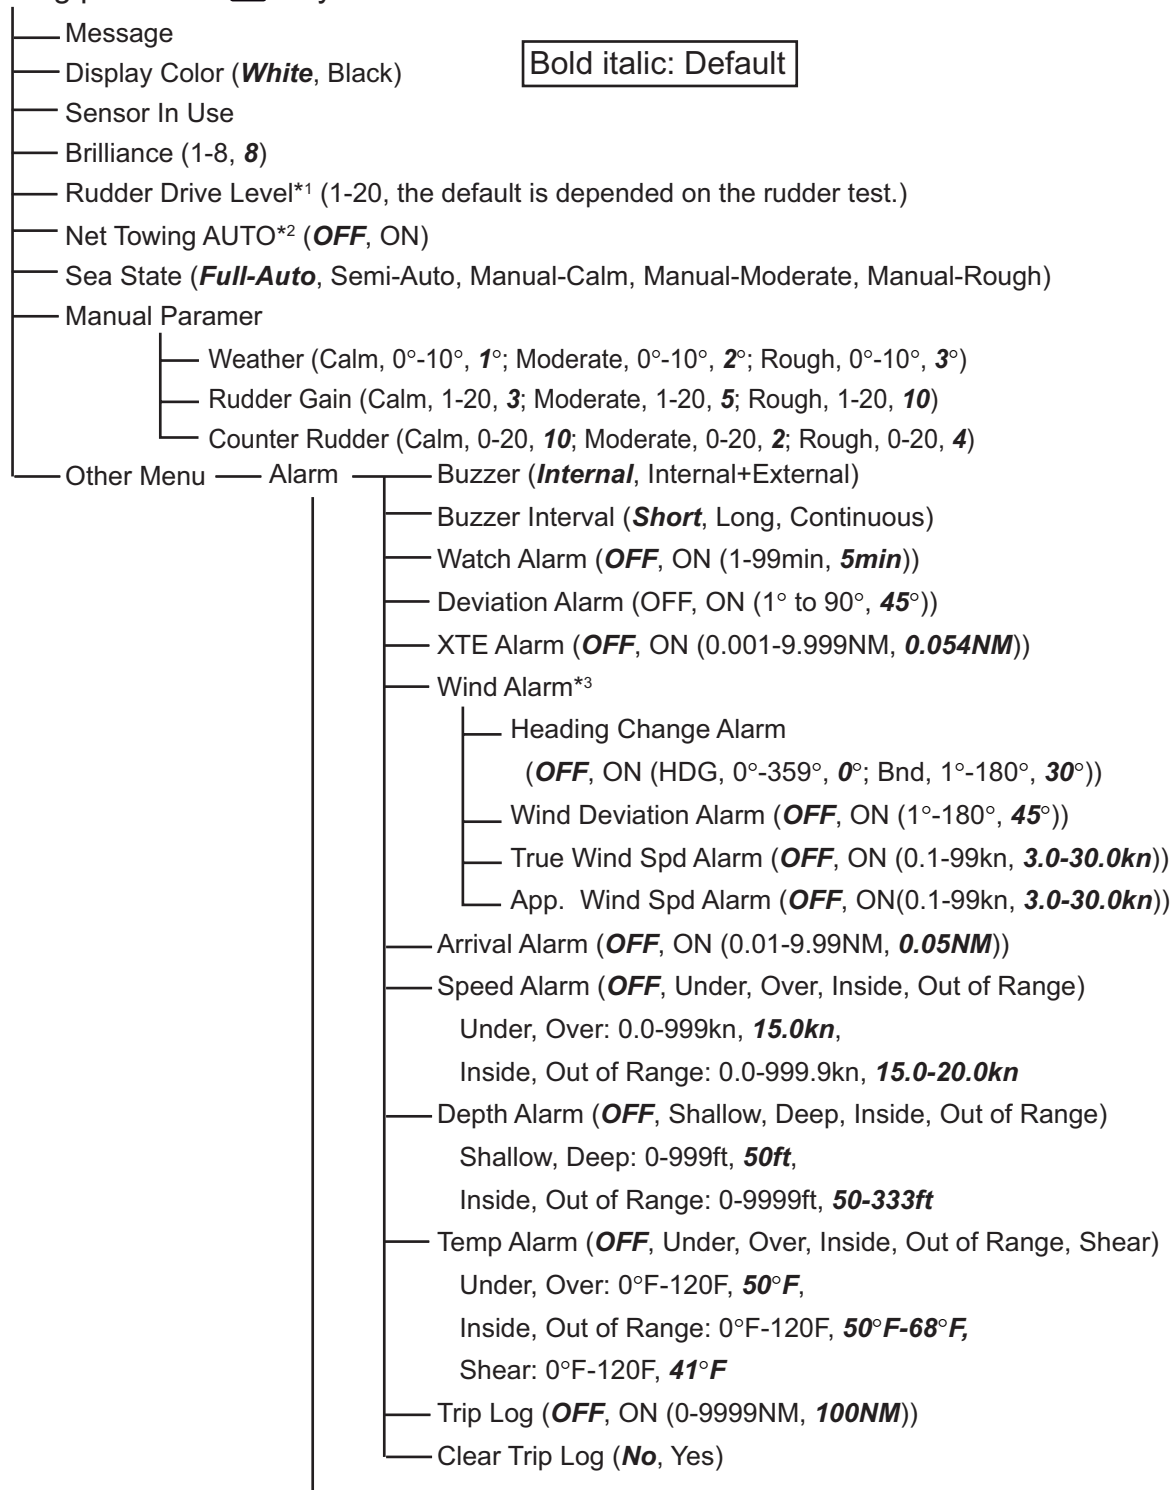 Message
Bold italic: Default
Display Color (White, Black)
Sensor In Use
Brilliance (1-8, 8)
Rudder Drive Level*1 (1-20, the default is depended on the rudder test.)
Net Towing AUTO*2 (OFF, ON)
Sea State (Full-Auto, Semi-Auto, Manual-Calm, Manual-Moderate, Manual-Rough)
Manual Paramer
Weather (Calm, 0°-10°, 1°; Moderate, 0°-10°, 2°; Rough, 0°-10°, 3°)
Rudder Gain (Calm, 1-20, 3; Moderate, 1-20, 5; Rough, 1-20, 10)
Counter Rudder (Calm, 0-20, 10; Moderate, 0-20, 2; Rough, 0-20, 4)
Other Menu Alarm Buzzer (Internal, Internal+External)
Buzzer Interval (Short, Long, Continuous)
Watch Alarm (OFF, ON (1-99min, 5min))
Deviation Alarm (OFF, ON (1° to 90°, 45°))
XTE Alarm (OFF, ON (0.001-9.999NM, 0.054NM))
Wind Alarm*3
Heading Change Alarm
(OFF, ON (HDG, 0°-359°, 0°; Bnd, 1°-180°, 30°))
Wind Deviation Alarm (OFF, ON (1°-180°, 45°))
True Wind Spd Alarm (OFF, ON (0.1-99kn, 3.0-30.0kn))
App. Wind Spd Alarm (OFF, ON(0.1-99kn, 3.0-30.0kn))
Arrival Alarm (OFF, ON (0.01-9.99NM, 0.05NM))
Speed Alarm (OFF, Under, Over, Inside, Out of Range)
Under, Over: 0.0-999kn, 15.0kn,
Inside, Out of Range: 0.0-999.9kn, 15.0-20.0kn
Depth Alarm (OFF, Shallow, Deep, Inside, Out of Range)
Shallow, Deep: 0-999ft, 50ft,
Inside, Out of Range: 0-9999ft, 50-333ft
Temp Alarm (OFF, Under, Over, Inside, Out of Range, Shear)
Under, Over: 0°F-120F, 50°F,
Inside, Out of Range: 0°F-120F, 50°F-68°F,
Shear: 0°F-120F, 41°F
Trip Log (OFF, ON (0-9999NM, 100NM))
Clear Trip Log (No, Yes)